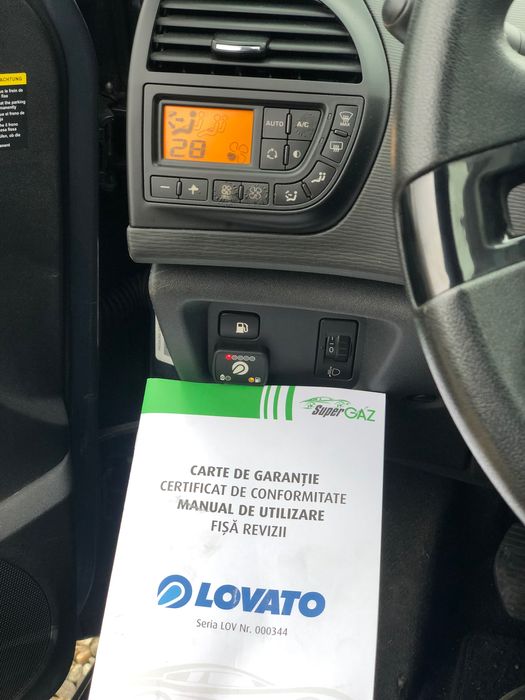 ACHTUNG
28
AUTO
A/C
MAX
0
SuperGAZ
CARTE DE GARANȚIE
CERTIFICAT DE CONFORMITATE
MANUAL DE UTILIZARE
FIȘĂ REVIZII
LOVATO
Seria LOV Nr. 000344